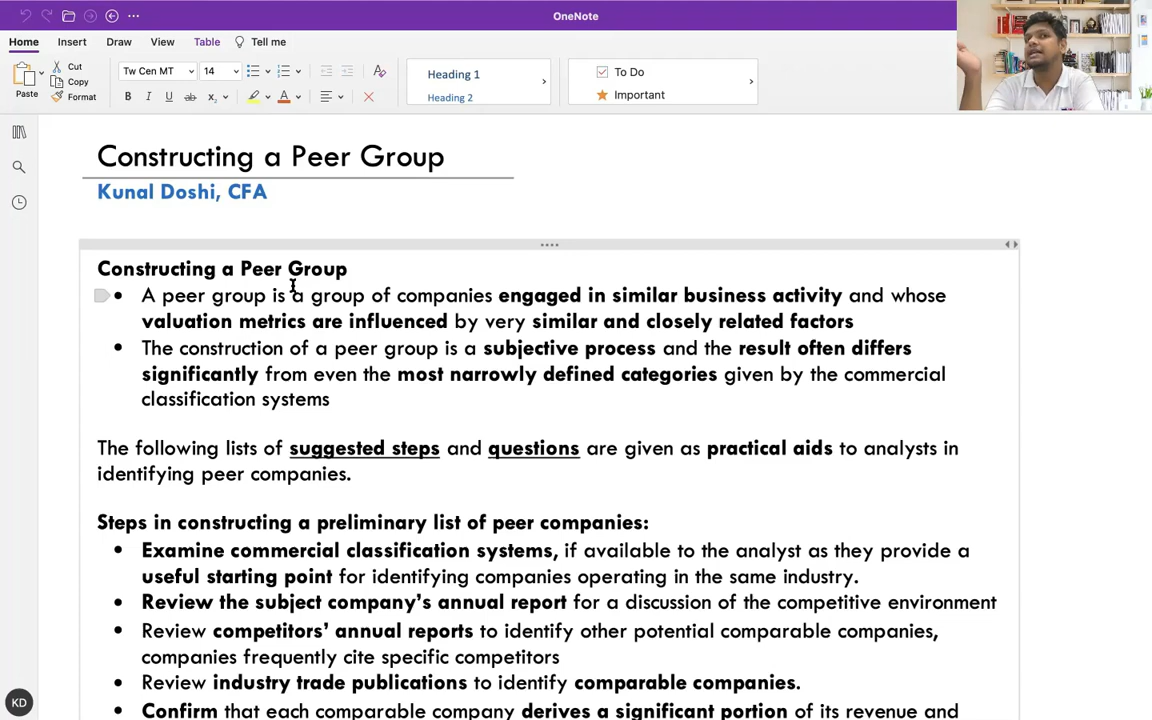 OneNote
Home Insert Draw View Table Tell me
Cut
Copy
Format
Paste
Tw Cen MT 14
B I U ab x₂ A
Heading 1
Heading 2
To Do
Important
Constructing a Peer Group
Kunal Doshi, CFA
Constructing a Peer Group
• A peer group is a group of companies engaged in similar business activity and whose
valuation metrics are influenced by very similar and closely related factors
• The construction of a peer group is a subjective process and the result often differs
significantly from even the most narrowly defined categories given by the commercial
classification systems
The following lists of suggested steps and questions are given as practical aids to analysts in
identifying peer companies.
Steps in constructing a preliminary list of peer companies:
• Examine commercial classification systems, if available to the analyst as they provide a
useful starting point for identifying companies operating in the same industry.
• Review the subject company's annual report for a discussion of the competitive environment
• Review competitors' annual reports to identify other potential comparable companies,
companies frequently cite specific competitors
• Review industry trade publications to identify comparable companies.
• Confirm that each comparable company derives a significant portion of its revenue and
KD